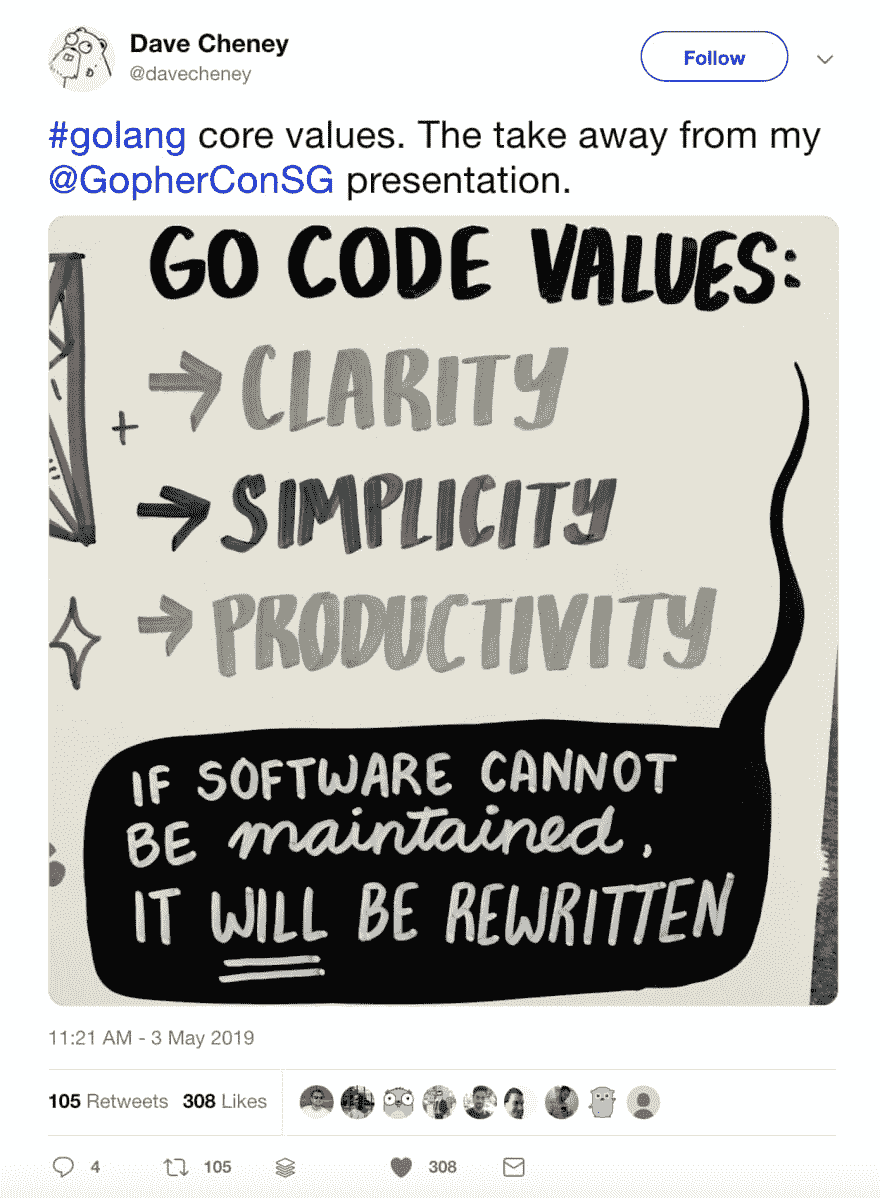 Dave Cheney
@davecheney
Follow
#golang core values. The take away from my
@GopherConSG presentation.
GO CODE VALUES:
→ CLARITY
+
→ SIMPLICITY
→ PRODUCTIVITY
IF SOFTWARE CANNOT
BE maintained,
IT WILL BE REWRITTEN
11:21 AM - 3 May 2019
105 Retweets 308 Likes
4 105 308